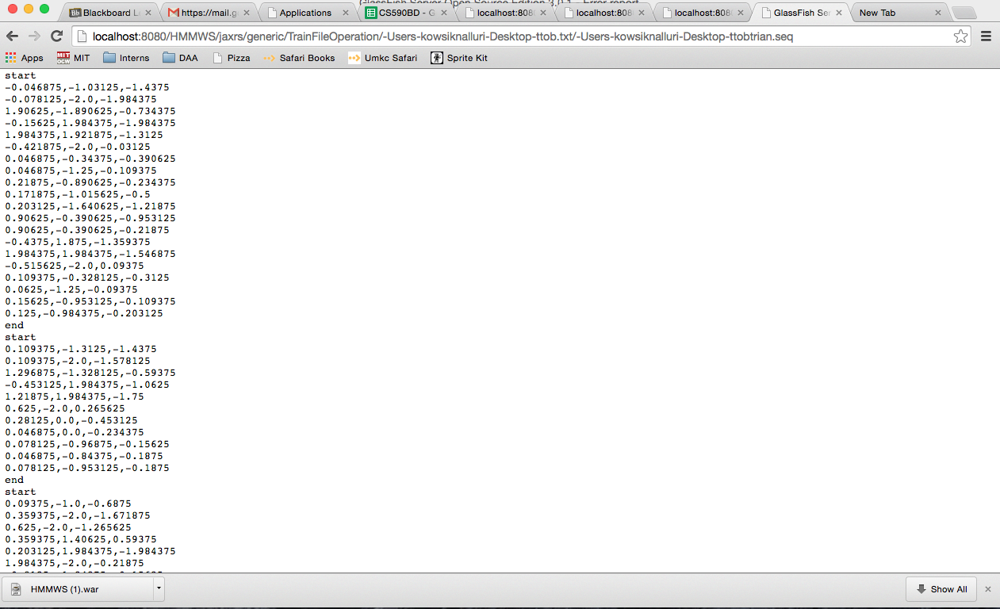 GlassFish Server Open Source Edition 3.0.1 - Error report
Blackboard Le
https://mail.g
Applications
CS590BD - G
localhost:808
localhost:808
localhost:808
GlassFish Ser
New Tab
localhost:8080/HMMWS/jaxrs/generic/TrainFileOperation/-Users-kowsiknalluri-Desktop-ttob.txt/-Users-kowsiknalluri-Desktop-ttobtrian.seq
Apps MIT Interns DAA Pizza Safari Books Umkc Safari Sprite Kit
start
-0.046875,-1.03125,-1.4375
-0.078125,-2.0,-1.984375
1.90625,-1.890625,-0.734375
-0.15625,1.984375,-1.984375
1.984375,1.921875,-1.3125
-0.421875,-2.0,-0.03125
0.046875,-0.34375,-0.390625
0.046875,-1.25,-0.109375
0.21875,-0.890625,-0.234375
0.171875,-1.015625,-0.5
0.203125,-1.640625,-1.21875
0.90625,-0.390625,-0.953125
0.90625,-0.390625,-0.21875
-0.4375,1.875,-1.359375
1.984375,1.984375,-1.546875
-0.515625,-2.0,0.09375
0.109375,-0.328125,-0.3125
0.0625,-1.25,-0.09375
0.15625,-0.953125,-0.109375
0.125,-0.984375,-0.203125
end
start
0.109375,-1.3125,-1.4375
0.109375,-2.0,-1.578125
1.296875,-1.328125,-0.59375
-0.453125,1.984375,-1.0625
1.21875,1.984375,-1.75
0.625,-2.0,0.265625
0.28125,0.0,-0.453125
0.046875,0.0,-0.234375
0.078125,-0.96875,-0.15625
0.046875,-0.84375,-0.1875
0.078125,-0.953125,-0.1875
end
start
0.09375,-1.0,-0.6875
0.359375,-2.0,-1.671875
0.625,-2.0,-1.265625
0.359375,1.40625,0.59375
0.203125,1.984375,-1.984375
1.984375,-2.0,-0.21875
HMMWS (1).war
Show All